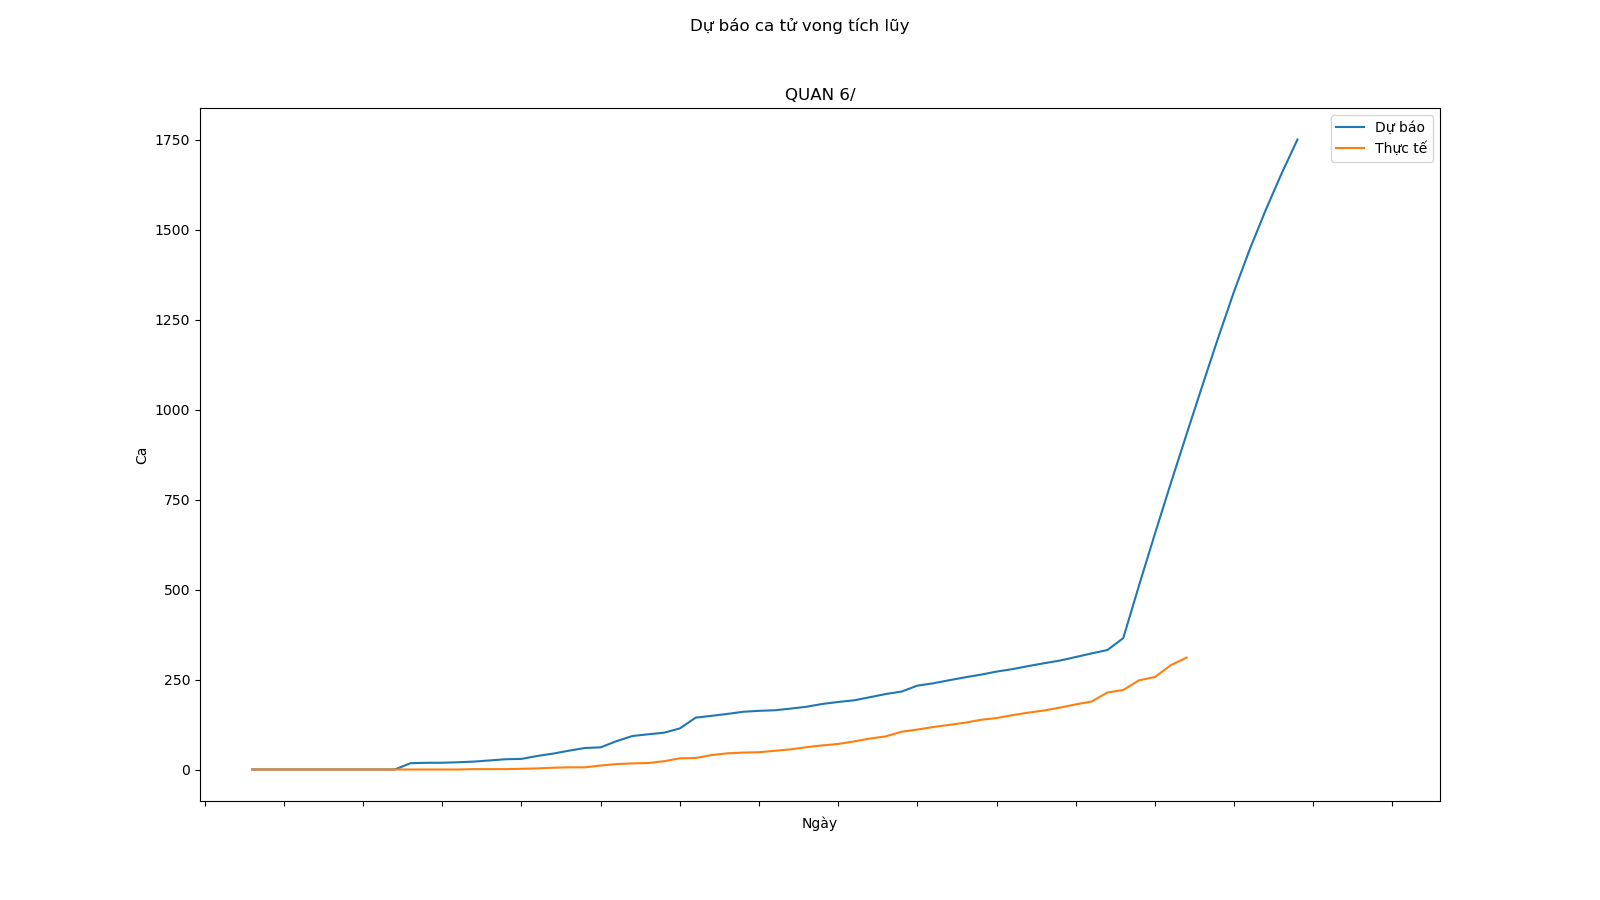 Dự báo ca tử vong tích lũy
QUAN 6/
Dự báo
Thực tế
1750
1500
1250
1000
750
500
250
0
Ca
Ngày